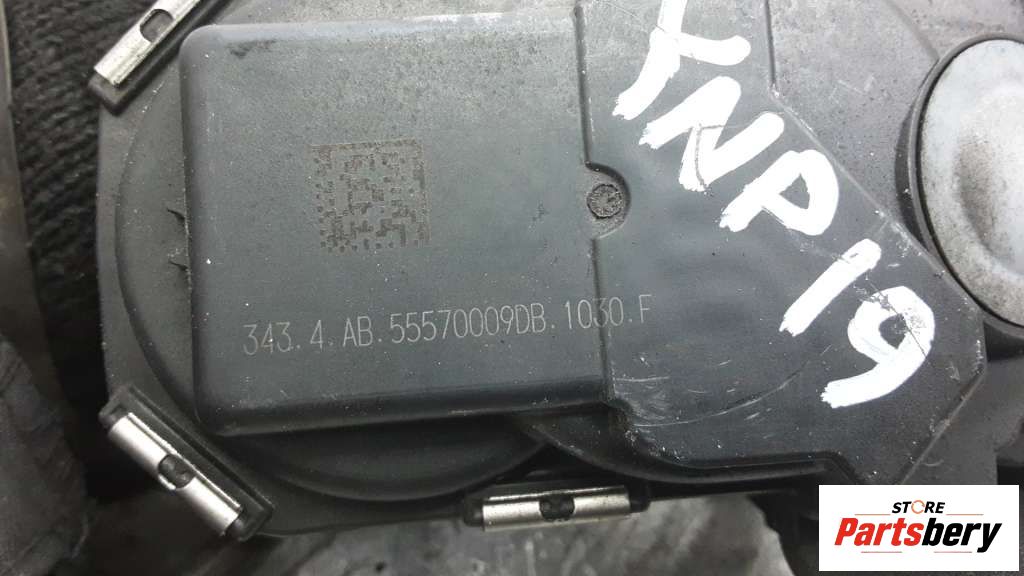 YNP19
343.4.AB.55570009DB.1030.F
STORE
Partsbery